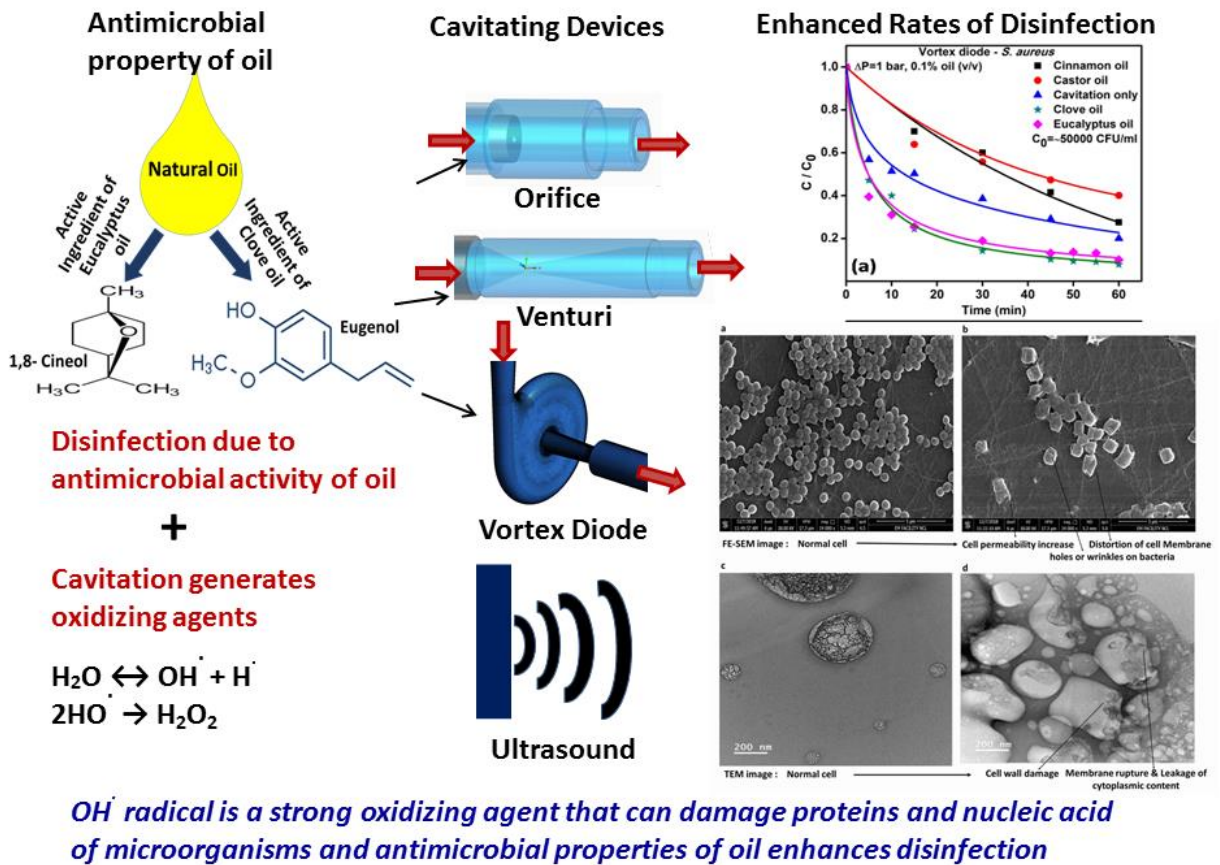 Antimicrobial
property of oil
Natural Oil
Active
Ingredient of
Eucalyptus
oil
Active
Ingredient of
Clove oil
CH₃
O
H₃C
CH₃
1,8- Cineol
HO
H₃C
O
Eugenol
Disinfection due to
antimicrobial activity of oil
+
Cavitation generates
oxidizing agents
H₂O ↔ OH˙ + H˙
2HO˙ → H₂O₂
Cavitating Devices
Orifice
Venturi
Vortex Diode
Ultrasound
Enhanced Rates of Disinfection
Vortex diode - S. aureus
ΔP=1 bar, 0.1% oil (v/v)
Cinnamon oil
Castor oil
Cavitation only
Clove oil
Eucalyptus oil
C₀=~50000 CFU/ml
C / C₀
1.0
0.8
0.6
0.4
0.2
(a)
0 10 20 30 40 50 60
Time (min)
a
b
FE-SEM image : Normal cell
Cell permeability increase
Distortion of cell Membrane
holes or wrinkles on bacteria
c
d
200 nm
200 nm
TEM image : Normal cell
Cell wall damage
Membrane rupture & Leakage of
cytoplasmic content
OH˙ radical is a strong oxidizing agent that can damage proteins and nucleic acid
of microorganisms and antimicrobial properties of oil enhances disinfection